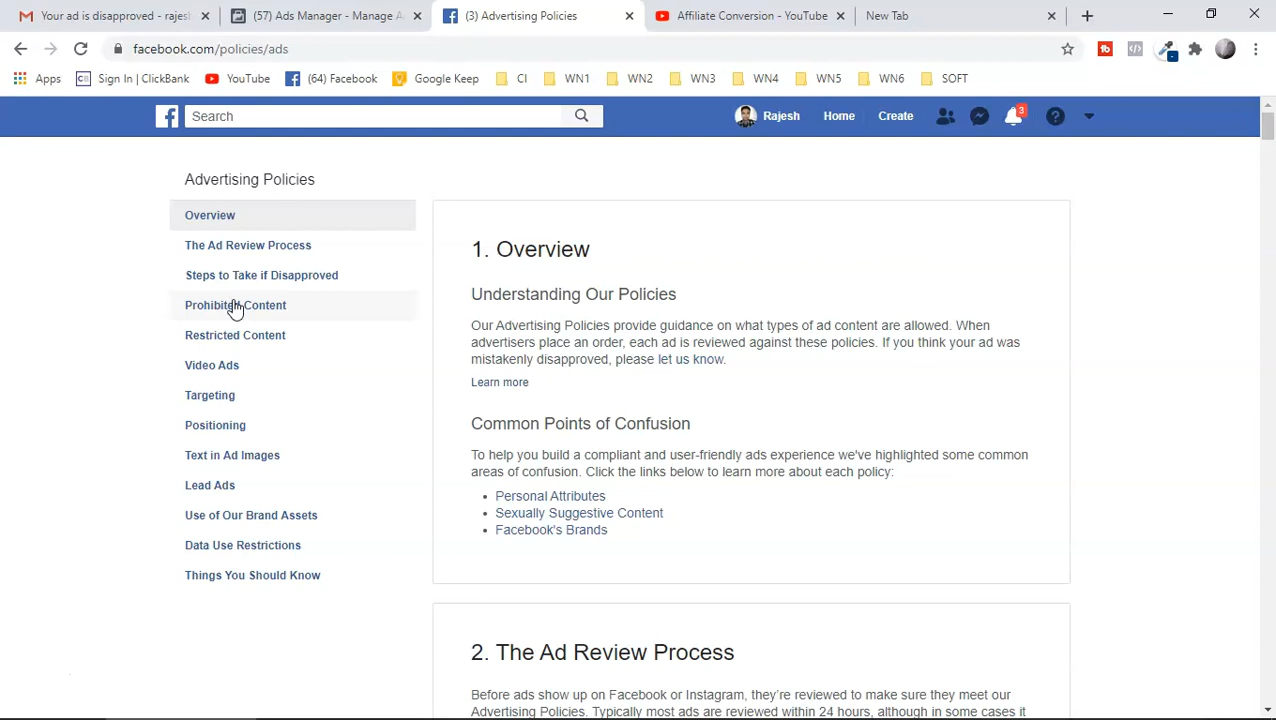 Your ad is disapproved - rajes
(57) Ads Manager - Manage A
(3) Advertising Policies
Affiliate Conversion - YouTube
New Tab
facebook.com/policies/ads
Apps
CB Sign In | ClickBank
YouTube
(64) Facebook
Google Keep
CI
WN1
WN2
WN3
WN4
WN5
WN6
SOFT
Search
Rajesh
Home
Create
3
Advertising Policies
Overview
The Ad Review Process
Steps to Take if Disapproved
Prohibited Content
Restricted Content
Video Ads
Targeting
Positioning
Text in Ad Images
Lead Ads
Use of Our Brand Assets
Data Use Restrictions
Things You Should Know
1. Overview
Understanding Our Policies
Our Advertising Policies provide guidance on what types of ad content are allowed. When
advertisers place an order, each ad is reviewed against these policies. If you think your ad was
mistakenly disapproved, please let us know.
Learn more
Common Points of Confusion
To help you build a compliant and user-friendly ads experience we've highlighted some common
areas of confusion. Click the links below to learn more about each policy:
• Personal Attributes
• Sexually Suggestive Content
• Facebook's Brands
2. The Ad Review Process
Before ads show up on Facebook or Instagram, they're reviewed to make sure they meet our
Advertising Policies. Typically most ads are reviewed within 24 hours, although in some cases it